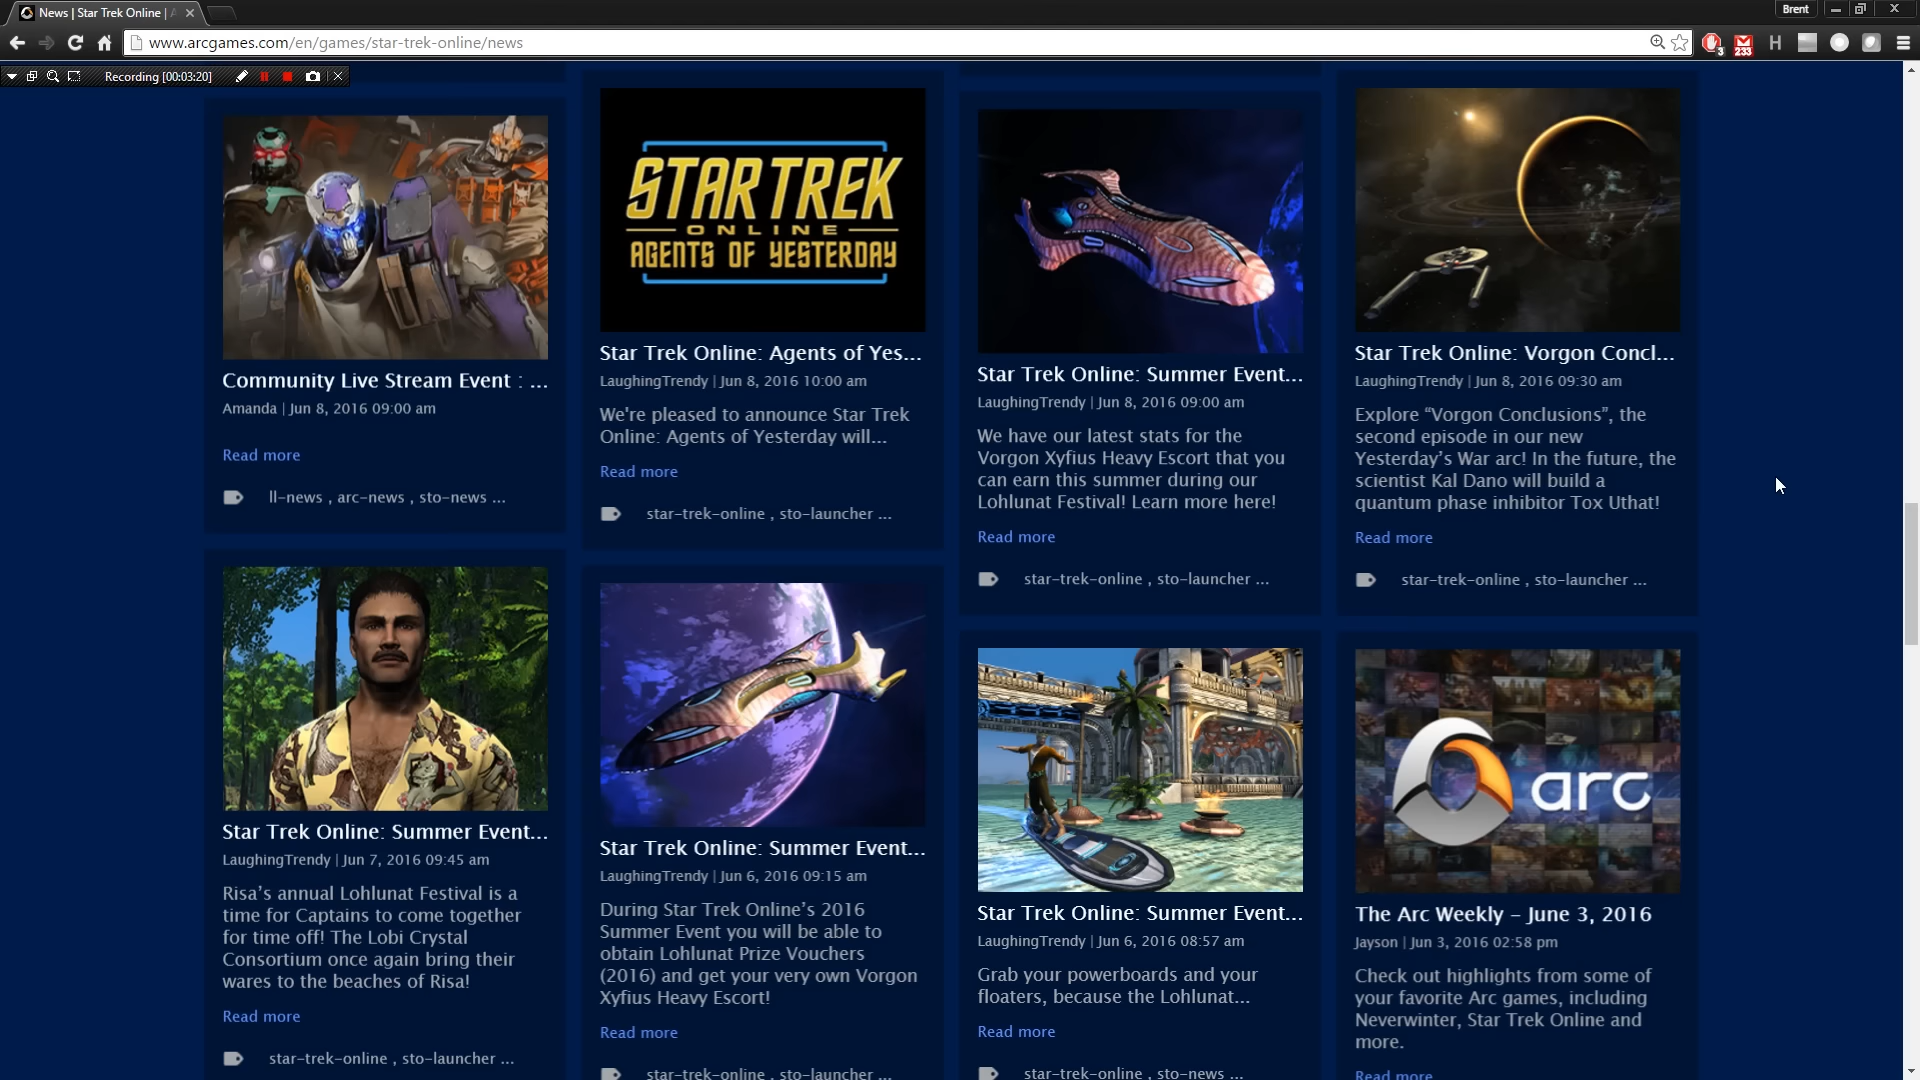 News | Star Trek Online |
Brent
www.arcgames.com/en/games/star-trek-online/news
3
233
H
Recording [00:03:20]
Community Live Stream Event : ...
Amanda | Jun 8, 2016 09:00 am
Read more
ll-news , arc-news , sto-news ...
STAR TREK
ONLINE
AGENTS OF YESTERDAY
Star Trek Online: Agents of Yes...
LaughingTrendy | Jun 8, 2016 10:00 am
We're pleased to announce Star Trek
Online: Agents of Yesterday will...
Read more
star-trek-online , sto-launcher ...
Star Trek Online: Summer Event...
LaughingTrendy | Jun 8, 2016 09:00 am
We have our latest stats for the
Vorgon Xyfius Heavy Escort that you
can earn this summer during our
Lohlunat Festival! Learn more here!
Read more
star-trek-online , sto-launcher ...
Star Trek Online: Vorgon Concl...
LaughingTrendy | Jun 8, 2016 09:30 am
Explore “Vorgon Conclusions”, the
second episode in our new
Yesterday’s War arc! In the future, the
scientist Kal Dano will build a
quantum phase inhibitor Tox Uthat!
Read more
star-trek-online , sto-launcher ...
Star Trek Online: Summer Event...
LaughingTrendy | Jun 7, 2016 09:45 am
Risa’s annual Lohlunat Festival is a
time for Captains to come together
for time off! The Lobi Crystal
Consortium once again bring their
wares to the beaches of Risa!
Read more
star-trek-online , sto-launcher ...
Star Trek Online: Summer Event...
LaughingTrendy | Jun 6, 2016 09:15 am
During Star Trek Online’s 2016
Summer Event you will be able to
obtain Lohlunat Prize Vouchers
(2016) and get your very own Vorgon
Xyfius Heavy Escort!
Read more
star-trek-online , sto-launcher ...
Star Trek Online: Summer Event...
LaughingTrendy | Jun 6, 2016 08:57 am
Grab your powerboards and your
floaters, because the Lohlunat...
Read more
star-trek-online , sto-news ...
arc
The Arc Weekly – June 3, 2016
Jayson | Jun 3, 2016 02:58 pm
Check out highlights from some of
your favorite Arc games, including
Neverwinter, Star Trek Online and
more.
Read more